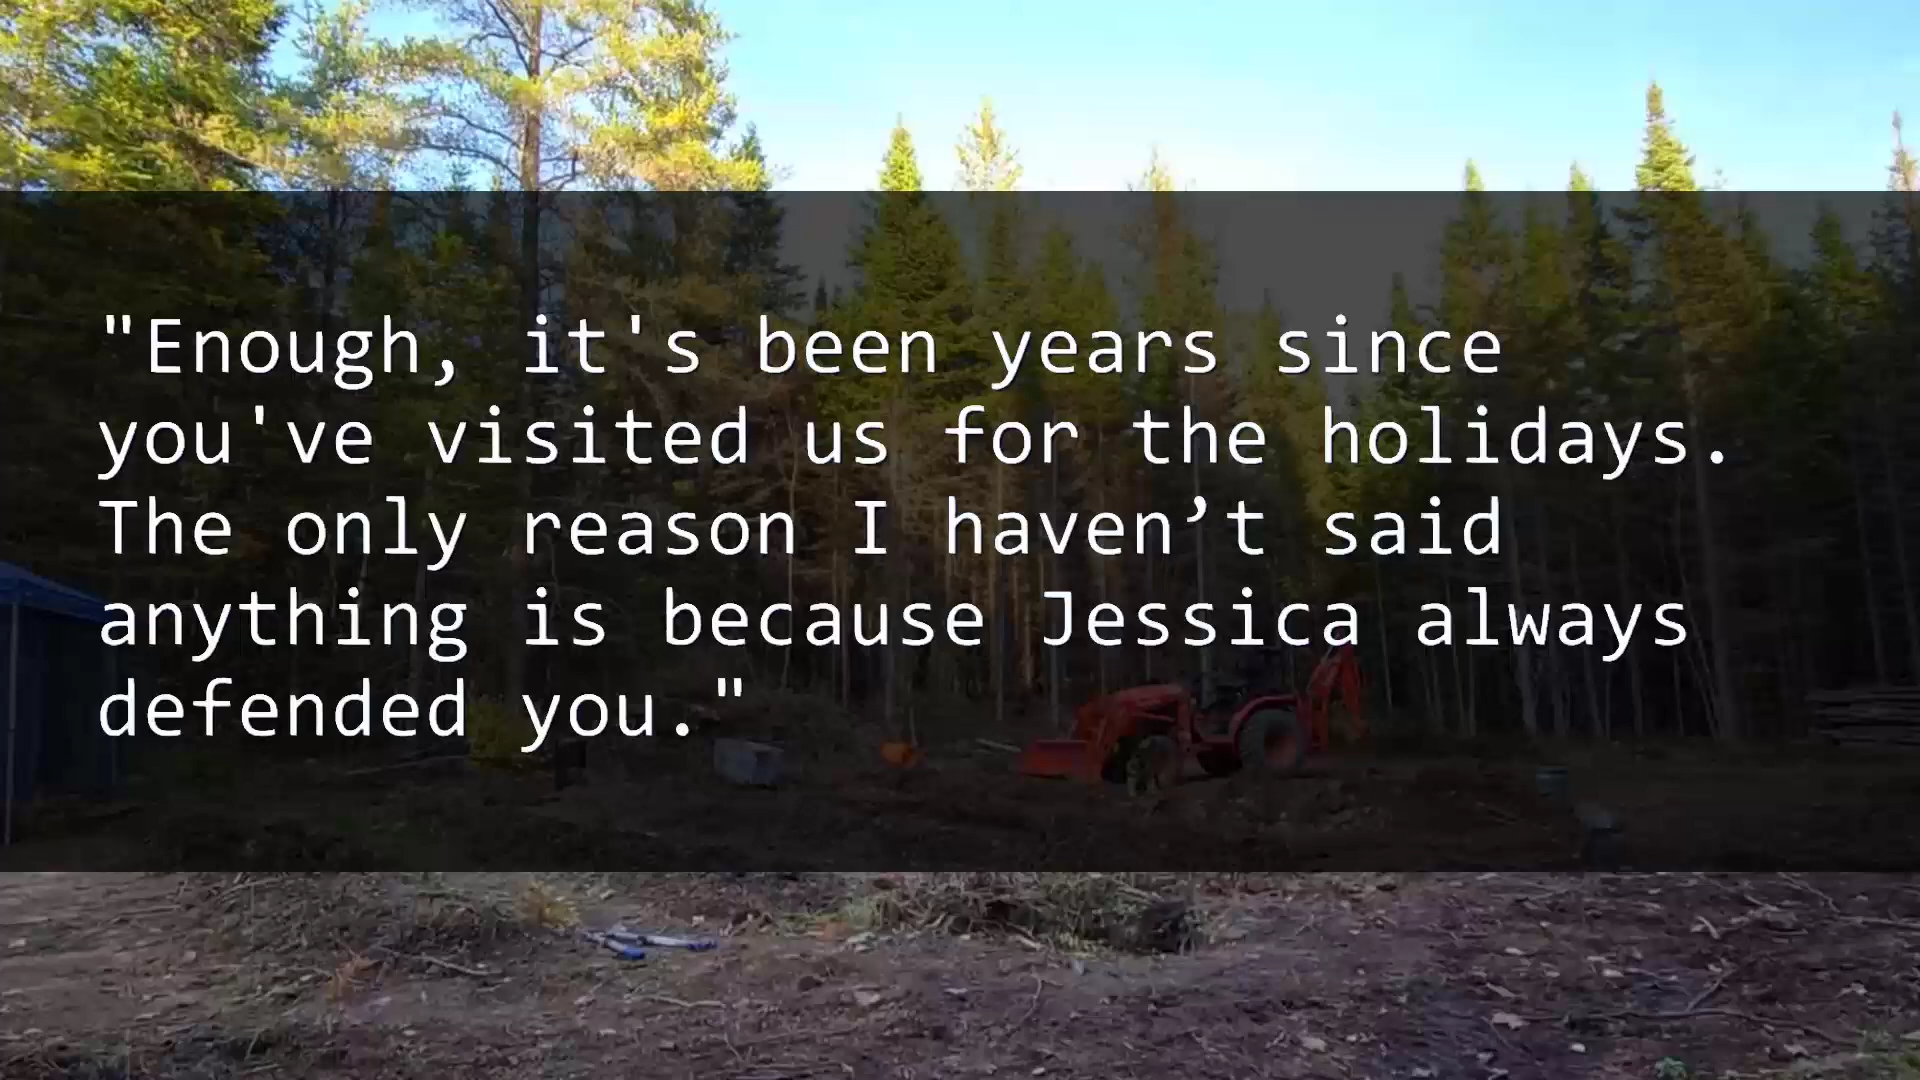 "Enough, it's been years since
you've visited us for the holidays.
The only reason I haven’t said
anything is because Jessica always
defended you."